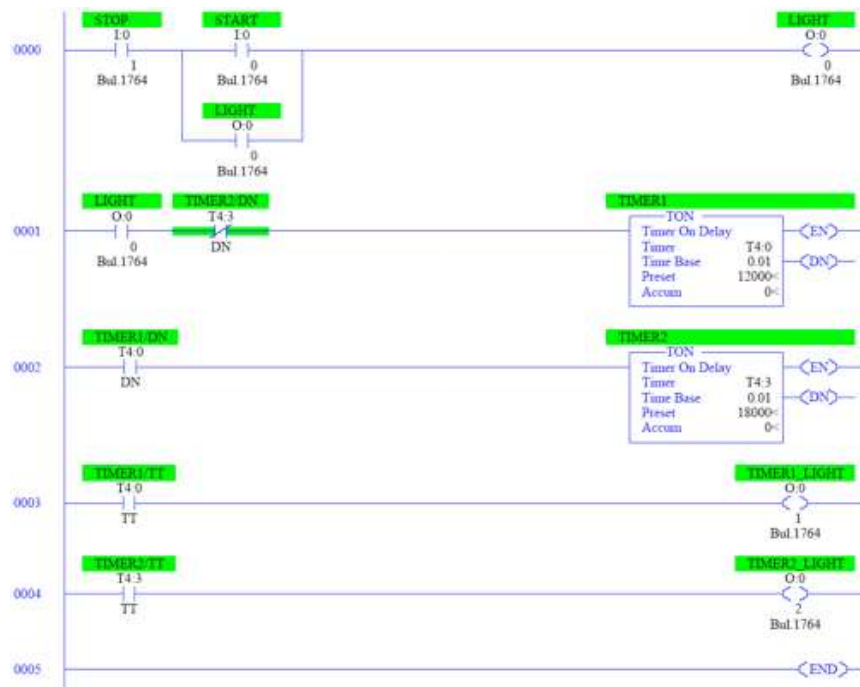 STOP START LIGHT
I:0 I:0 O:0
0000
1 0 0
Bul.1764 Bul.1764 Bul.1764
LIGHT
O:0
0
Bul.1764
LIGHT TIMER2/DN TIMER1
O:0 T4:3 TON
0001 Timer On Delay EN
0 DN Timer T4:0
Bul.1764 Time Base 0.01 DN
Preset 12000<
Accum 0<
TIMER1/DN TIMER2
T4:0 TON
0002 Timer On Delay EN
DN Timer T4:3
Time Base 0.01 DN
Preset 18000<
Accum 0<
TIMER1/TT TIMER1_LIGHT
T4:0 O:0
0003
TT 1
Bul.1764
TIMER2/TT TIMER2_LIGHT
T4:3 O:0
0004
TT 2
Bul.1764
0005 END